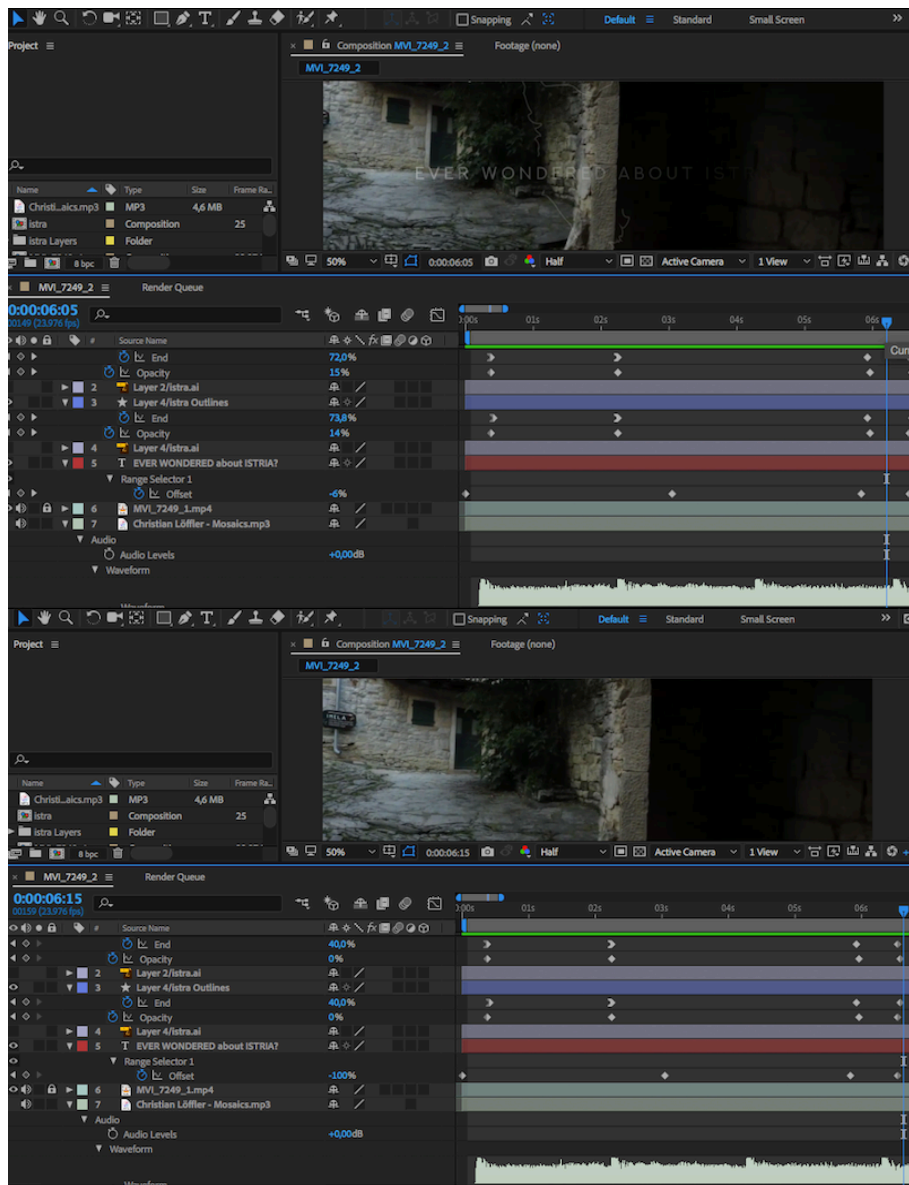 Snapping Default Standard Small Screen
Project
Composition MVI_7249_2 Footage (none)
MVI_7249_2
EVER WONDERED ABOUT ISTR
Name Type Size Frame Ra..
Christi...aics.mp3 MP3 4,6 MB
istra Composition 25
istra Layers Folder
8 bpc 50% 0:00:06:05 Half Active Camera 1 View
MVI_7249_2 Render Queue
0:00:06:05
00149 (23.976 fps)
:00s 01s 02s 03s 04s 05s 06s
# Source Name
End 72,0%
Opacity 15%
2 Layer 2/istra.ai
3 Layer 4/istra Outlines
End 73,8%
Opacity 14%
4 Layer 4/istra.ai
5 T EVER WONDERED about ISTRIA?
Range Selector 1
Offset -6%
6 MVI_7249_1.mp4
7 Christian Löffler - Mosaics.mp3
Audio
Audio Levels +0,00dB
Waveform
Snapping Default Standard Small Screen
Project
Composition MVI_7249_2 Footage (none)
MVI_7249_2
Name Type Size Frame Ra..
Christi...aics.mp3 MP3 4,6 MB
istra Composition 25
istra Layers Folder
8 bpc 50% 0:00:06:15 Half Active Camera 1 View
MVI_7249_2 Render Queue
0:00:06:15
00159 (23.976 fps)
:00s 01s 02s 03s 04s 05s 06s
# Source Name
End 40,0%
Opacity 0%
2 Layer 2/istra.ai
3 Layer 4/istra Outlines
End 40,0%
Opacity 0%
4 Layer 4/istra.ai
5 T EVER WONDERED about ISTRIA?
Range Selector 1
Offset -100%
6 MVI_7249_1.mp4
7 Christian Löffler - Mosaics.mp3
Audio
Audio Levels +0,00dB
Waveform